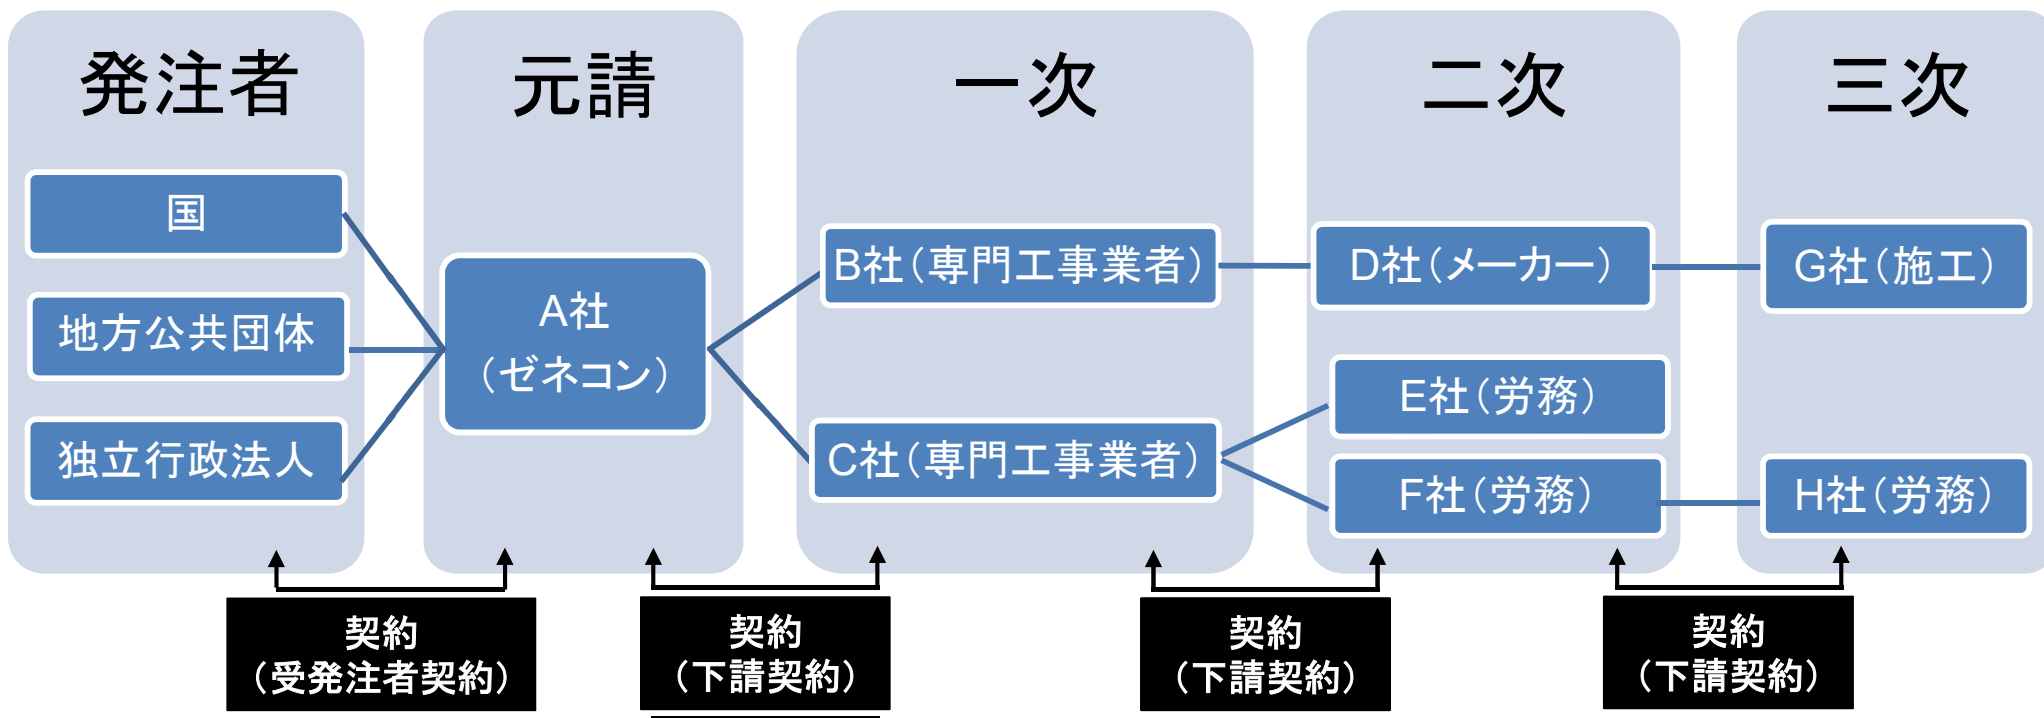 発注者
元請
一次
二次
三次
国
地方公共団体
独立行政法人
A社
（ゼネコン）
B社（専門工事業者）
C社（専門工事業者）
D社（メーカー）
E社（労務）
F社（労務）
G社（施工）
H社（労務）
契約
（受発注者契約）
契約
（下請契約）
契約
（下請契約）
契約
（下請契約）